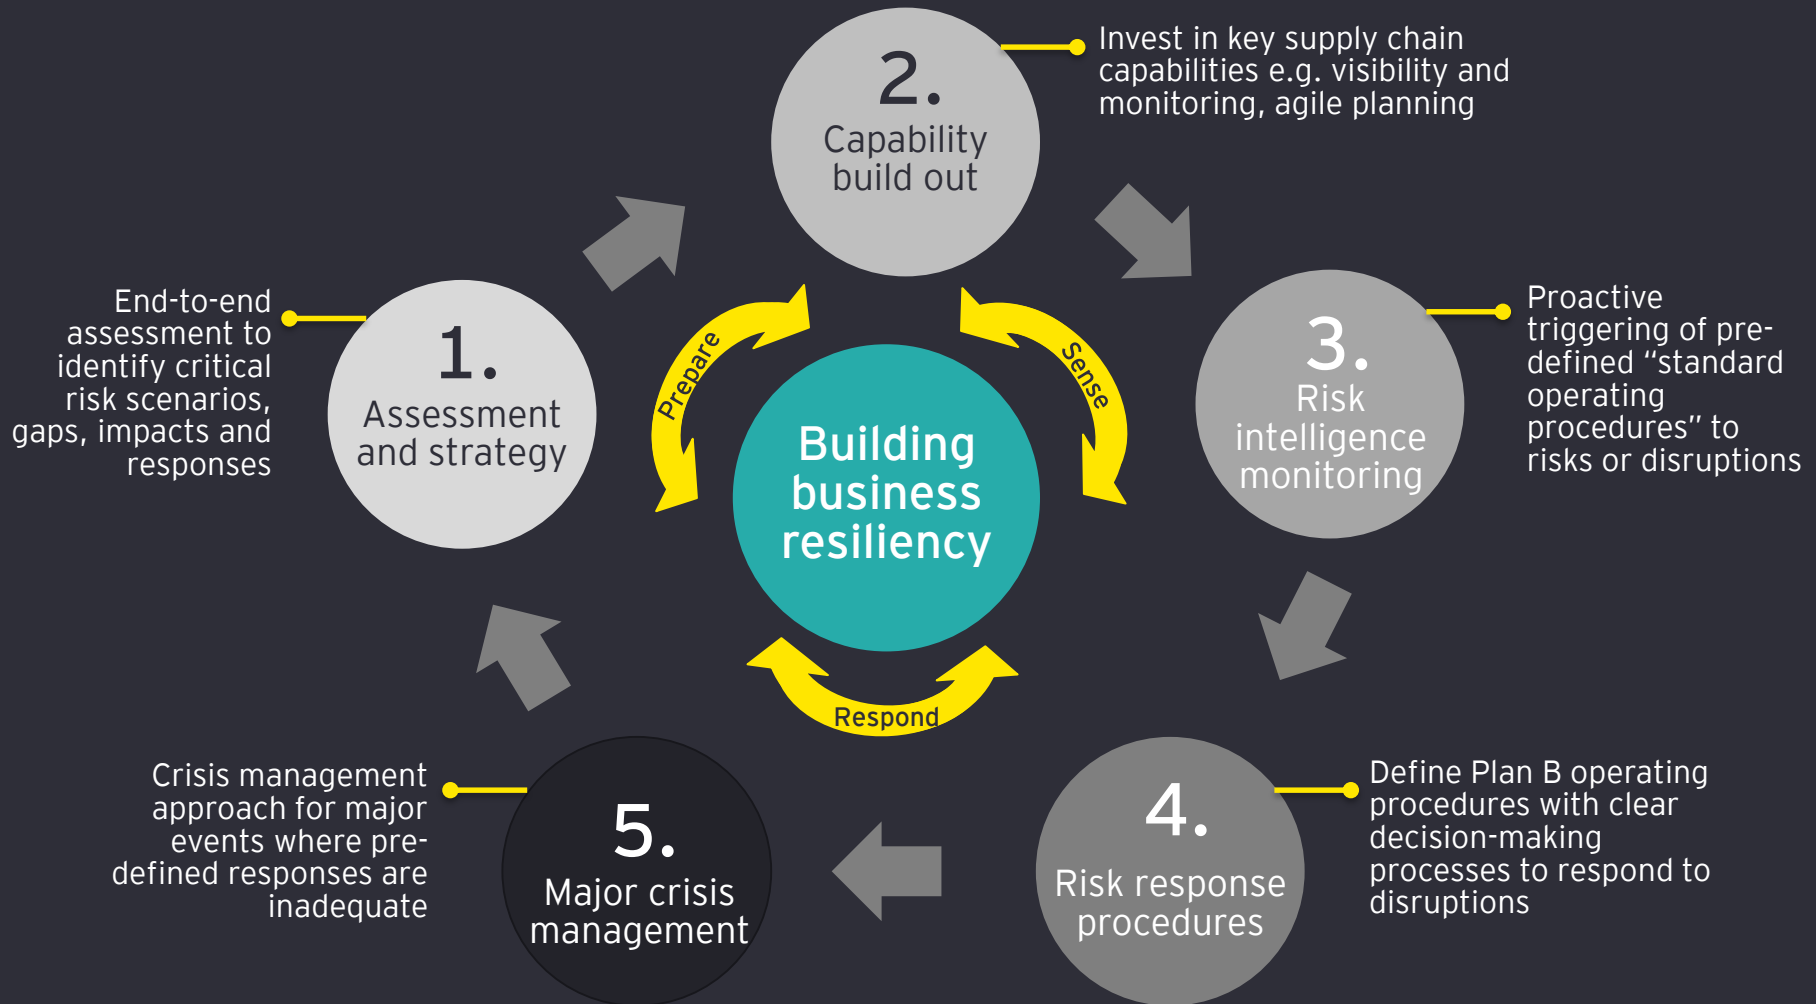 2.
Capability
build out
Invest in key supply chain
capabilities e.g. visibility and
monitoring, agile planning
End-to-end
assessment to
identify critical
risk scenarios,
gaps, impacts and
responses
1.
Assessment
and strategy
Prepare
Sense
Building
business
resiliency
3.
Risk
intelligence
monitoring
Proactive
triggering of pre-
defined “standard
operating
procedures” to
risks or disruptions
Respond
Crisis management
approach for major
events where pre-
defined responses are
inadequate
5.
Major crisis
management
4.
Risk response
procedures
Define Plan B operating
procedures with clear
decision-making
processes to respond to
disruptions